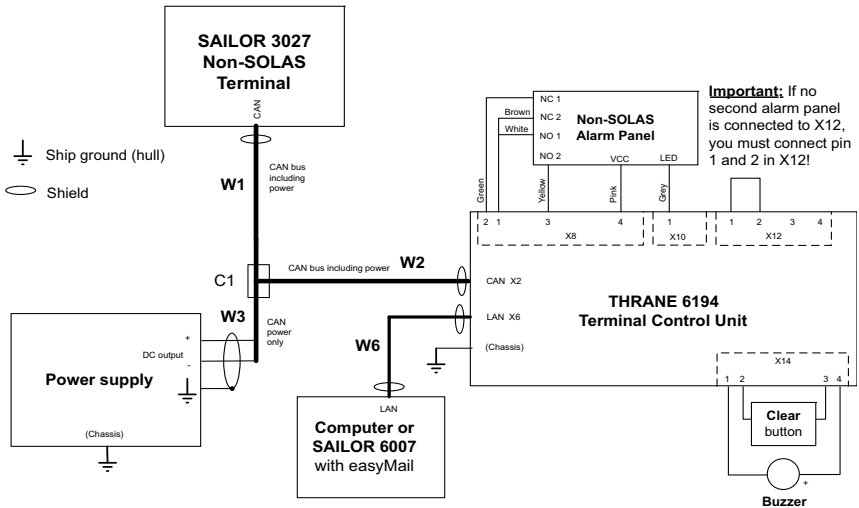 SAILOR 3027
Non-SOLAS
Terminal
CAN
Ship ground (hull)
Shield
W1
CAN bus
including
power
NC 1
NC 2
NO 1
NO 2
Non-SOLAS
Alarm Panel
VCC
LED
Brown
White
Green
Yellow
Pink
Grey
Important: If no
second alarm panel
is connected to X12,
you must connect pin
1 and 2 in X12!
2 1 3 4
X8
1
X10
1 2 3 4
X12
C1
CAN bus including power
W2
CAN X2
LAN X6
(Chassis)
THRANE 6194
Terminal Control Unit
W3
CAN
power
only
+
DC output
-
Power supply
(Chassis)
W6
LAN
Computer or
SAILOR 6007
with easyMail
X14
1 2 3 4
Clear
button
+
Buzzer